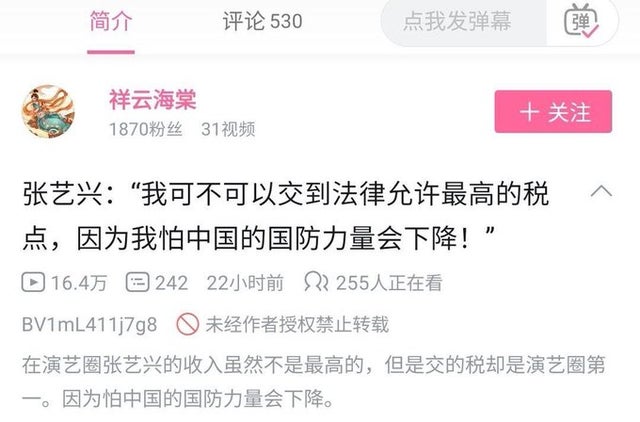 简介 评论 530 点我发弹幕 弹
祥云海棠
1870粉丝 31视频
＋ 关注
张艺兴：“我可不可以交到法律允许最高的税
点，因为我怕中国的国防力量会下降！”
16.4万 242 22小时前 255人正在看
BV1mL411j7g8 未经作者授权禁止转载
在演艺圈张艺兴的收入虽然不是最高的，但是交的税却是演艺圈第
一。因为怕中国的国防力量会下降。